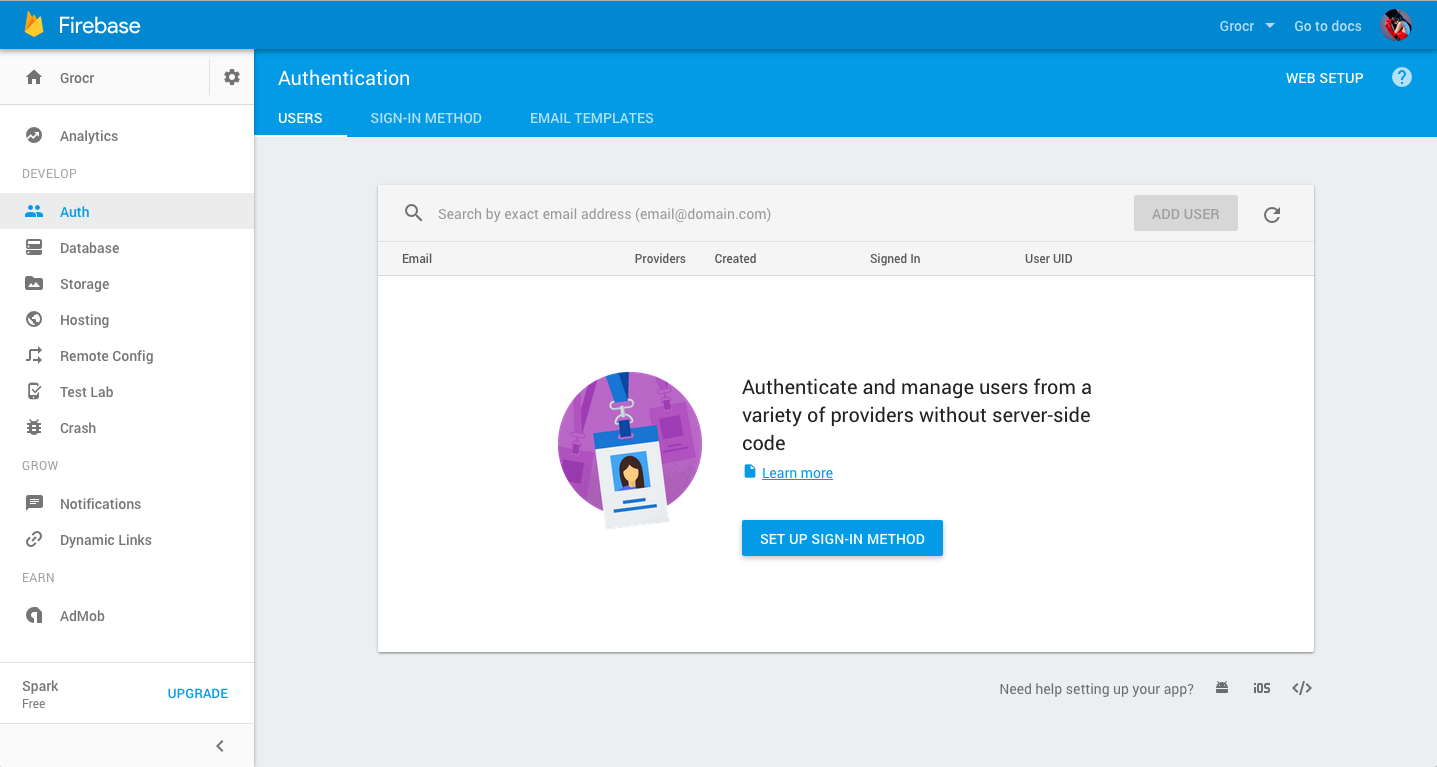 Firebase
Grocr
Go to docs
Grocr
Authentication
WEB SETUP
?
USERS SIGN-IN METHOD EMAIL TEMPLATES
Analytics
DEVELOP
Auth
Database
Storage
Hosting
Remote Config
Test Lab
Crash
GROW
Notifications
Dynamic Links
EARN
AdMob
Spark
Free
UPGRADE
Search by exact email address (email@domain.com)
ADD USER
Email Providers Created Signed In User UID
Authenticate and manage users from a
variety of providers without server-side
code
Learn more
SET UP SIGN-IN METHOD
Need help setting up your app? iOS </>